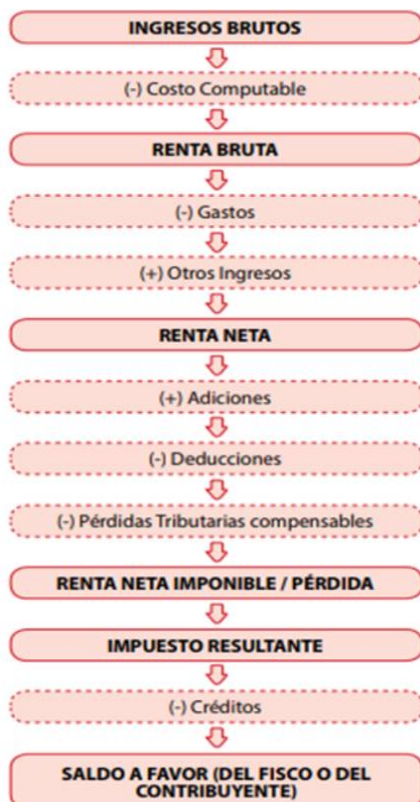 INGRESOS BRUTOS
(-) Costo Computable
RENTA BRUTA
(-) Gastos
(+) Otros Ingresos
RENTA NETA
(+) Adiciones
(-) Deducciones
(-) Pérdidas Tributarias compensables
RENTA NETA IMPONIBLE / PÉRDIDA
IMPUESTO RESULTANTE
(-) Créditos
SALDO A FAVOR (DEL FISCO O DEL
CONTRIBUYENTE)